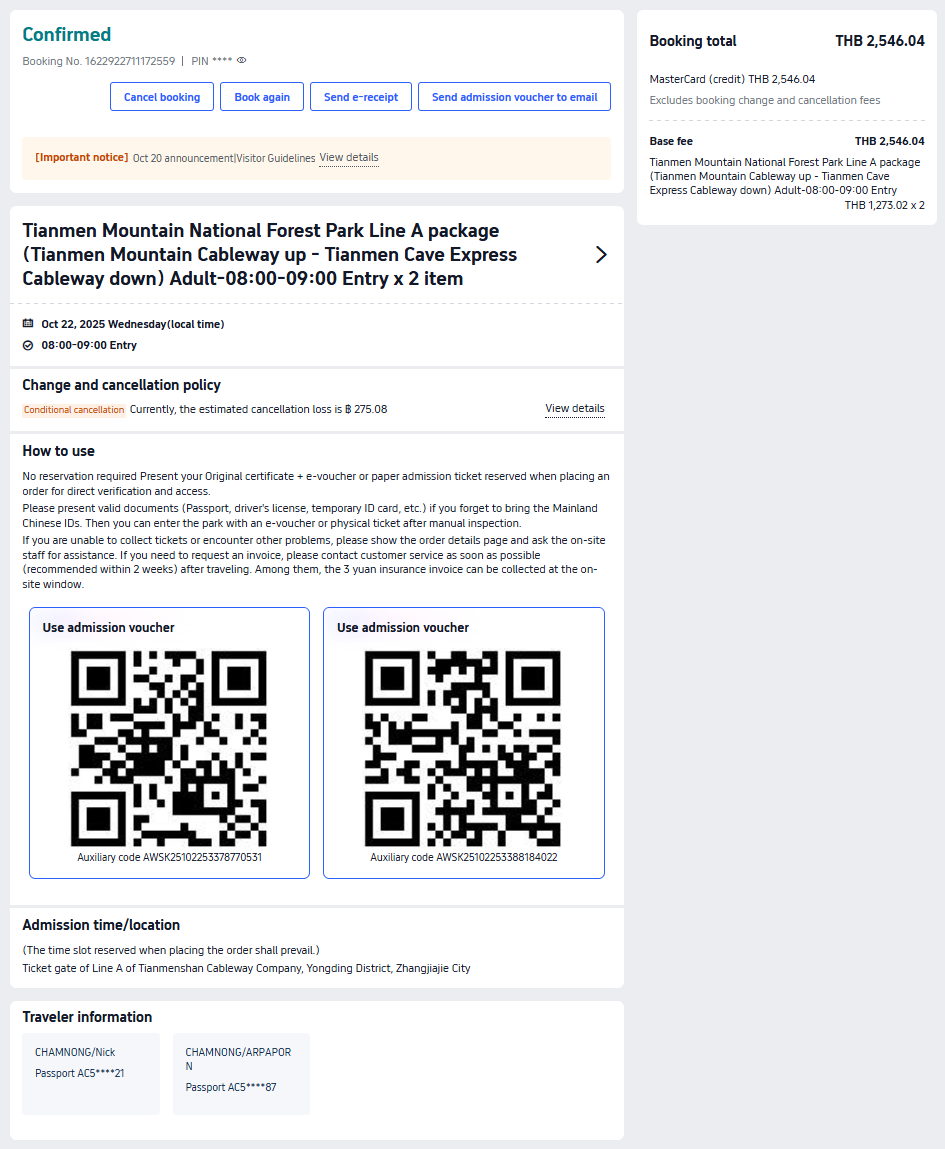 Confirmed
Booking No. 1622922711172559 | PIN ****
Cancel booking
Book again
Send e-receipt
Send admission voucher to email
[Important notice] Oct 20 announcement|Visitor Guidelines View details
Tianmen Mountain National Forest Park Line A package
(Tianmen Mountain Cableway up - Tianmen Cave Express
Cableway down) Adult-08:00-09:00 Entry x 2 item
Oct 22, 2025 Wednesday(local time)
08:00-09:00 Entry
Change and cancellation policy
Conditional cancellation Currently, the estimated cancellation loss is ฿ 275.08
View details
How to use
No reservation required Present your Original certificate + e-voucher or paper admission ticket reserved when placing an
order for direct verification and access.
Please present valid documents (Passport, driver's license, temporary ID card, etc.) if you forget to bring the Mainland
Chinese IDs. Then you can enter the park with an e-voucher or physical ticket after manual inspection.
If you are unable to collect tickets or encounter other problems, please show the order details page and ask the on-site
staff for assistance. If you need to request an invoice, please contact customer service as soon as possible
(recommended within 2 weeks) after traveling. Among them, the 3 yuan insurance invoice can be collected at the on-
site window.
Use admission voucher
Auxiliary code AWSK25102253378770531
Use admission voucher
Auxiliary code AWSK25102253388184022
Admission time/location
(The time slot reserved when placing the order shall prevail.)
Ticket gate of Line A of Tianmenshan Cableway Company, Yongding District, Zhangjiajie City
Traveler information
CHAMNONG/Nick
Passport AC5****21
CHAMNONG/ARPAPOR
N
Passport AC5****87
Booking total
THB 2,546.04
MasterCard (credit) THB 2,546.04
Excludes booking change and cancellation fees
Base fee
THB 2,546.04
Tianmen Mountain National Forest Park Line A package
(Tianmen Mountain Cableway up - Tianmen Cave
Express Cableway down) Adult-08:00-09:00 Entry
THB 1,273.02 x 2